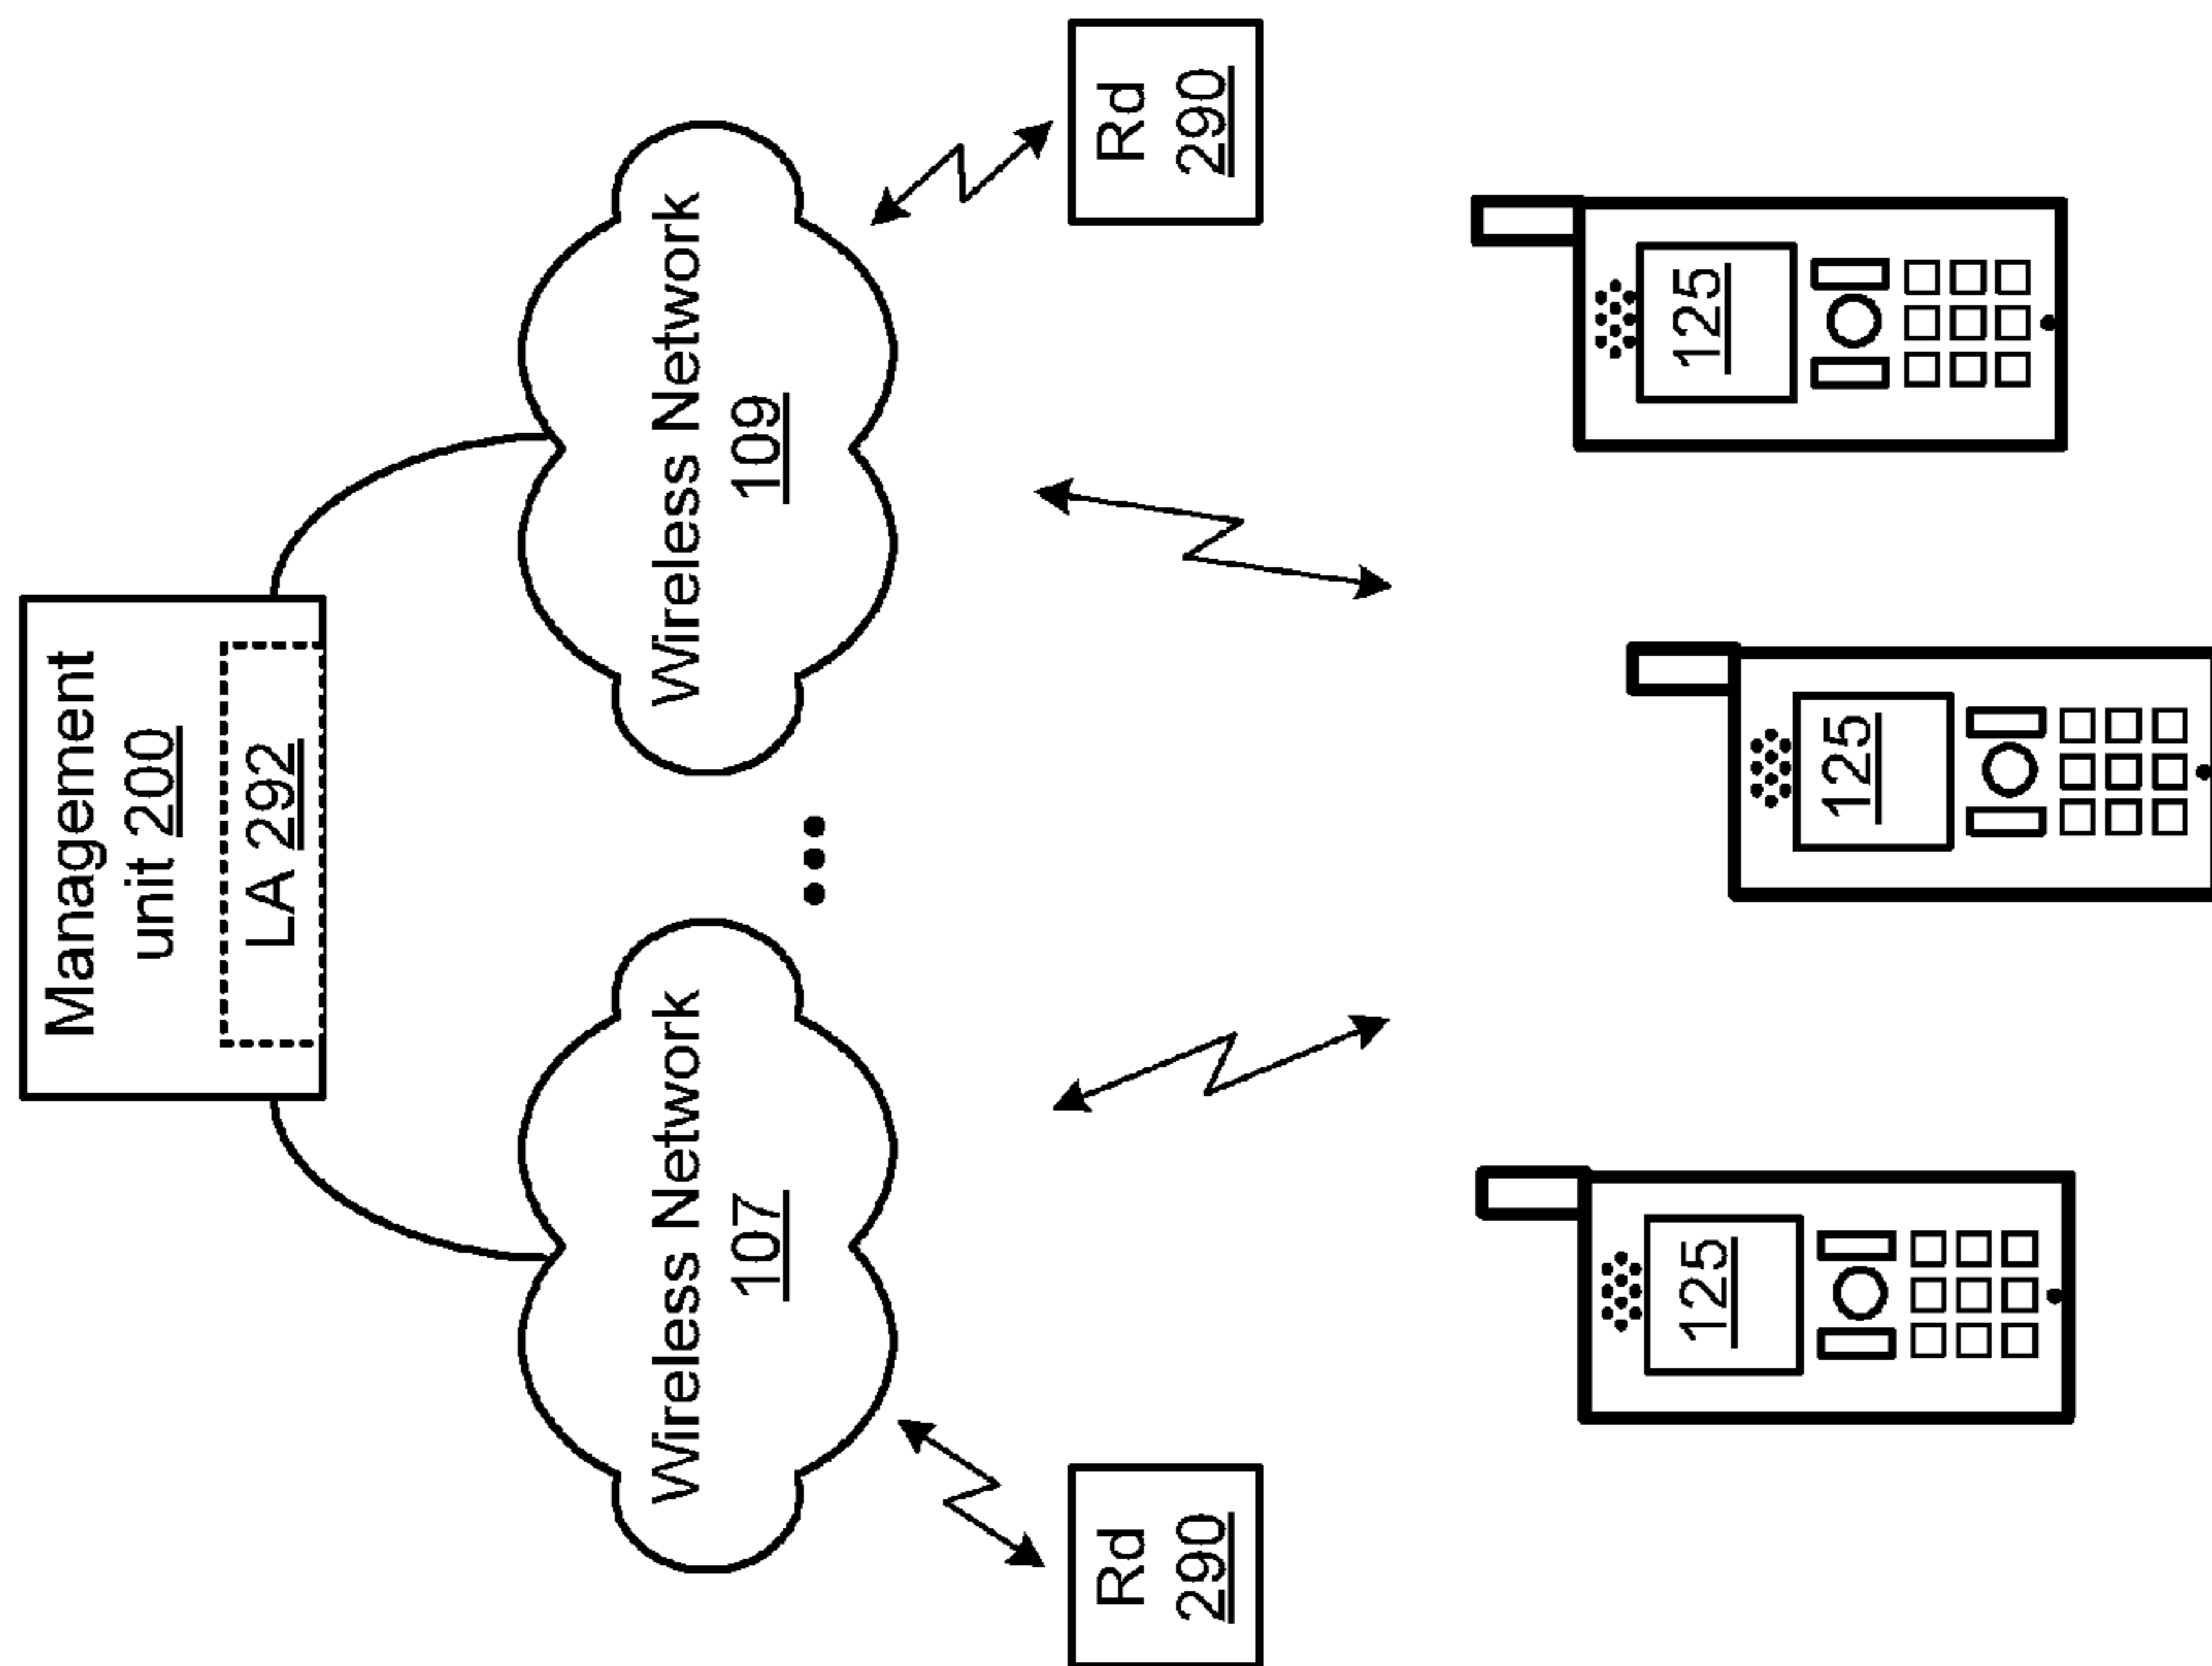 Management
unit 200
LA 292
Wireless Network
107
Wireless Network
109
Rd
290
Rd
290
125
125
125